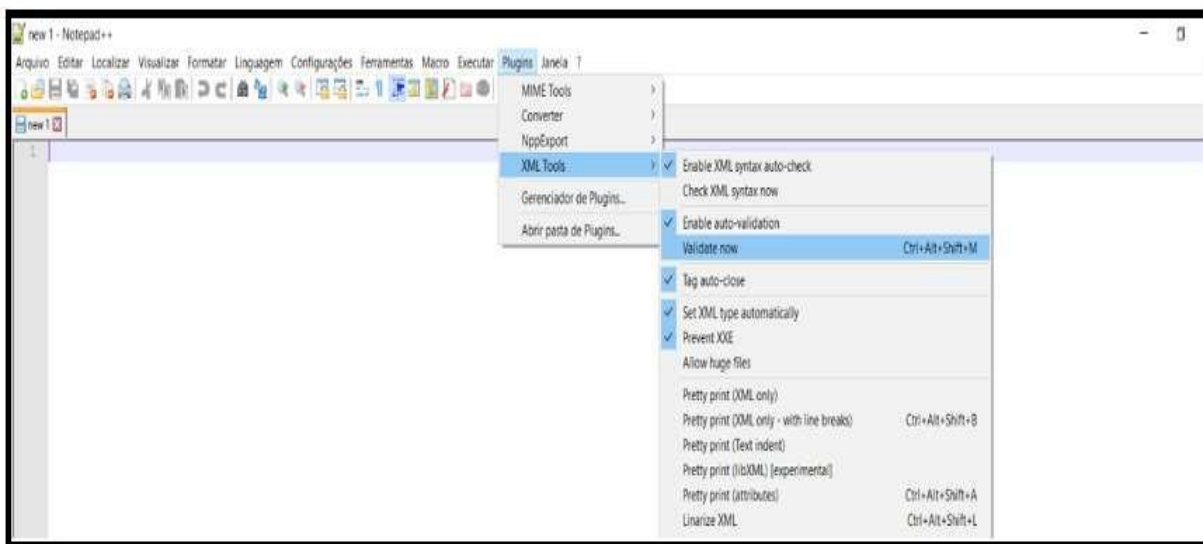 new 1 - Notepad++
Arquivo Editar Localizar Visualizar Formatar Linguagem Configurações Ferramentas Macro Executar Plugins Janela ?
new 1
1
MIME Tools
Converter
NppExport
XML Tools
Gerenciador de Plugins...
Abrir pasta de Plugins...
Enable XML syntax auto-check
Check XML syntax now
Enable auto-validation
Validate now Ctrl+Alt+Shift+M
Tag auto-close
Set XML type automatically
Prevent XXE
Allow huge files
Pretty print (XML only)
Pretty print (XML only - with line breaks) Ctrl+Alt+Shift+B
Pretty print (Text indent)
Pretty print (libXML) [experimental]
Pretty print (attributes) Ctrl+Alt+Shift+A
Linarize XML Ctrl+Alt+Shift+L